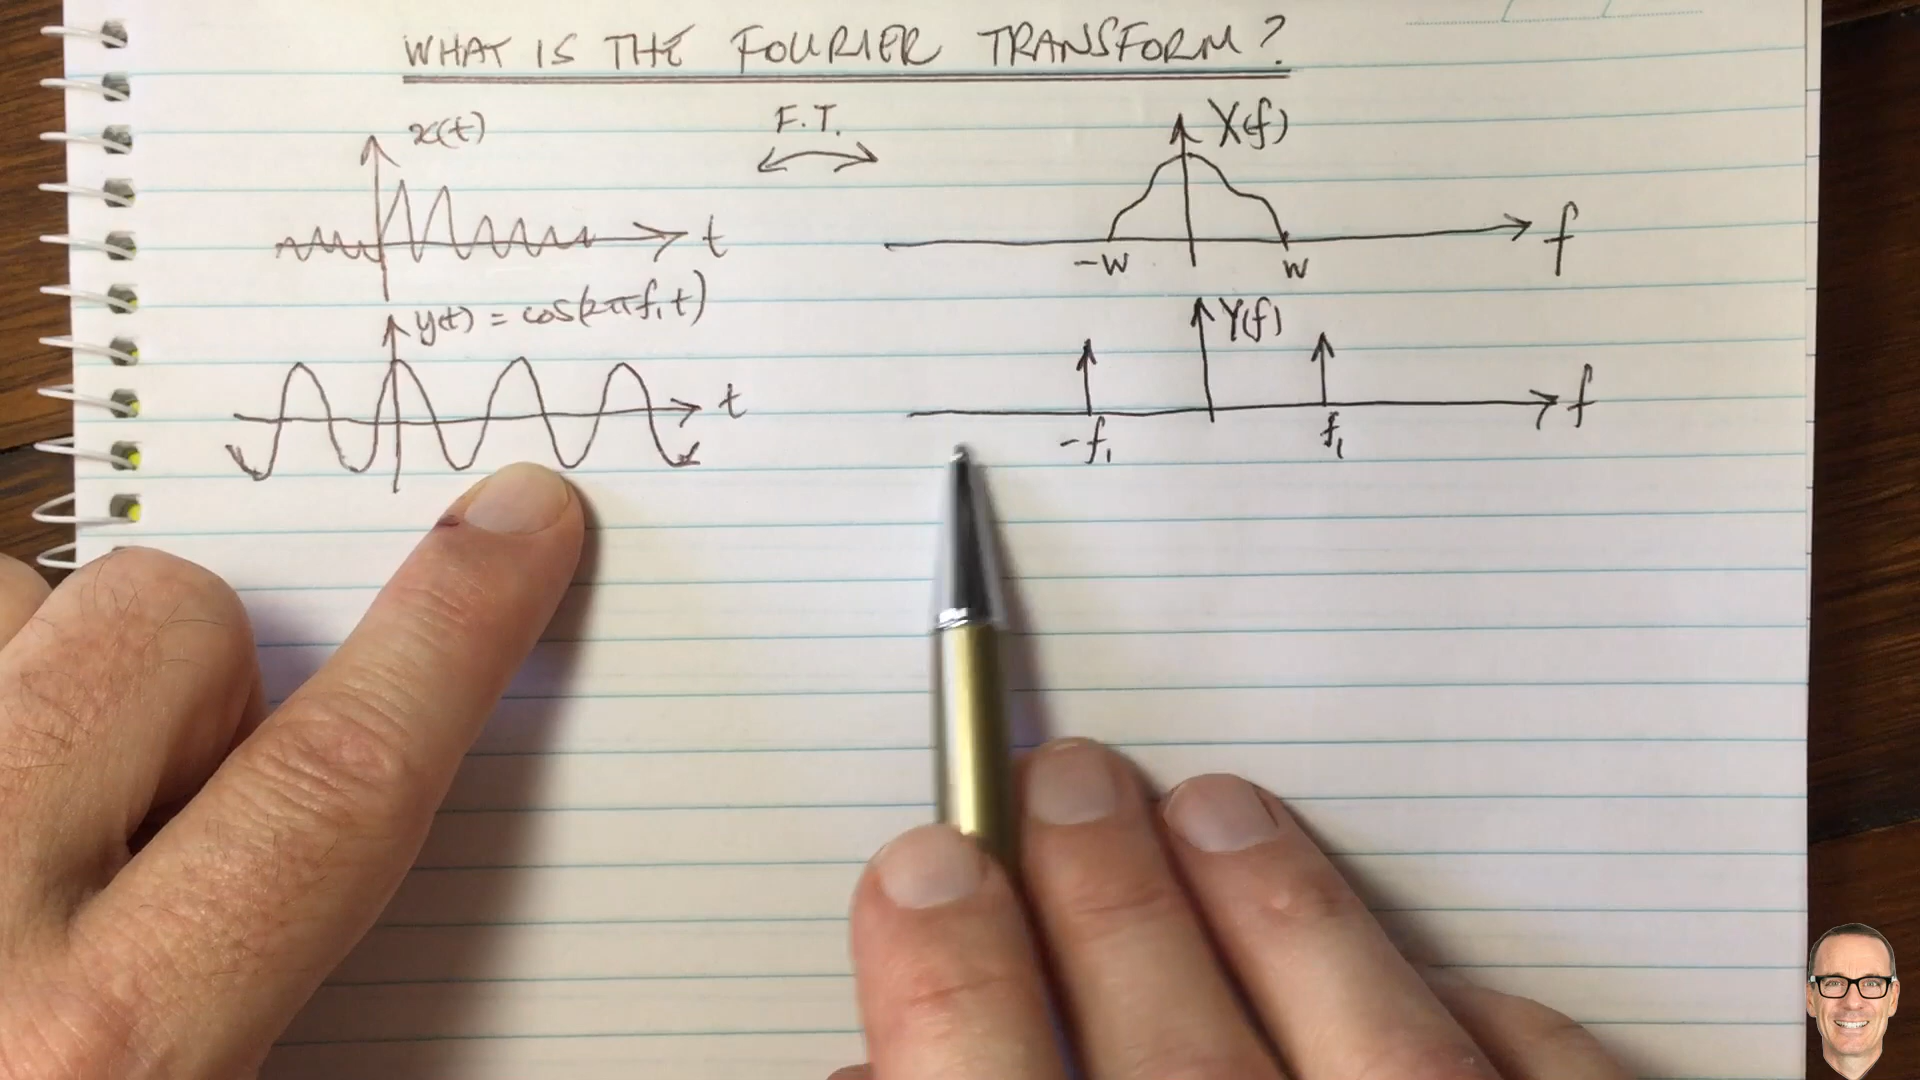 WHAT IS THE FOURIER TRANSFORM?
x(t)
F.T.
X(f)
t
f
-W
W
y(t) = cos(2πf₁t)
Y(f)
t
f
-f₁
f₁